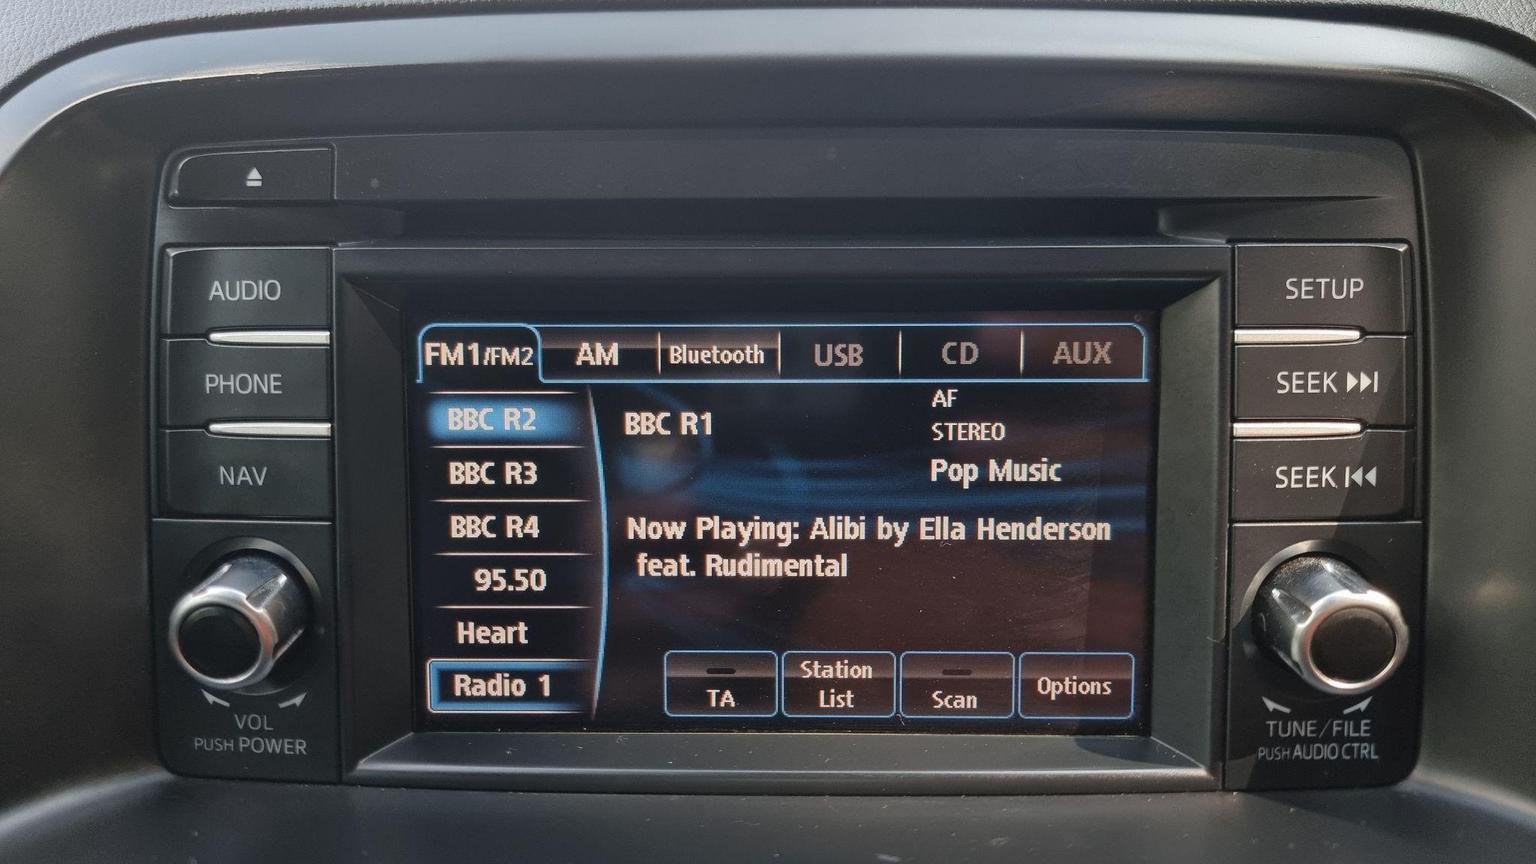 AUDIO
PHONE
NAV
VOL
PUSH POWER
FM1/FM2 AM Bluetooth USB CD AUX
BBC R2
BBC R3
BBC R4
95.50
Heart
Radio 1
BBC R1
AF
STEREO
Pop Music
Now Playing: Alibi by Ella Henderson
feat. Rudimental
TA
Station
List
Scan
Options
SETUP
SEEK
SEEK
TUNE/FILE
PUSH AUDIO CTRL